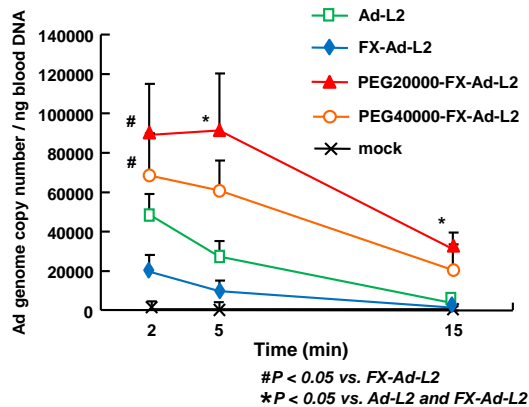 Ad-L2
FX-Ad-L2
PEG20000-FX-Ad-L2
PEG40000-FX-Ad-L2
mock
Ad genome copy number / ng blood DNA
140000
120000
100000
80000
60000
40000
20000
0
#
#
*
*
2 5 15
Time (min)
#P < 0.05 vs. FX-Ad-L2
*P < 0.05 vs. Ad-L2 and FX-Ad-L2